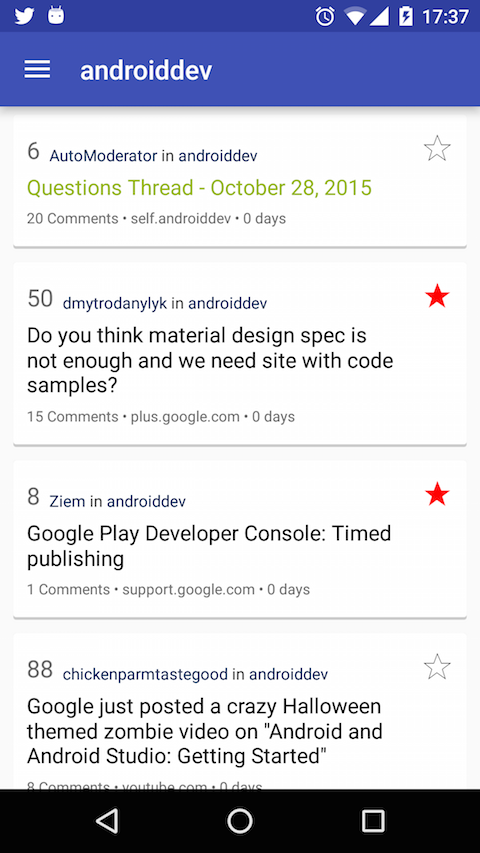 17:37
androiddev
6 AutoModerator in androiddev
Questions Thread - October 28, 2015
20 Comments • self.androiddev • 0 days
50 dmytrodanylyk in androiddev
Do you think material design spec is
not enough and we need site with code
samples?
15 Comments • plus.google.com • 0 days
8 Ziem in androiddev
Google Play Developer Console: Timed
publishing
1 Comments • support.google.com • 0 days
88 chickenparmtastegood in androiddev
Google just posted a crazy Halloween
themed zombie video on "Android and
Android Studio: Getting Started"
8 Comments • youtube.com • 0 days